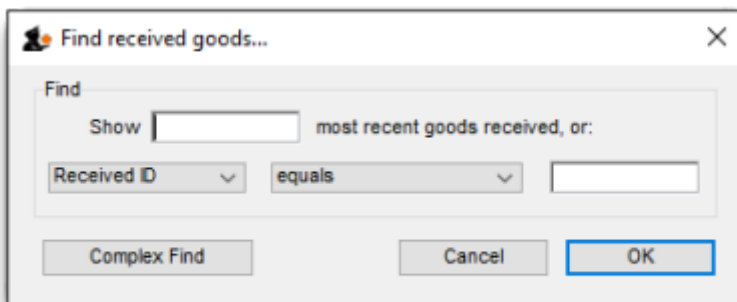 Find received goods...
Find
Show most recent goods received, or:
Received ID equals
Complex Find Cancel OK